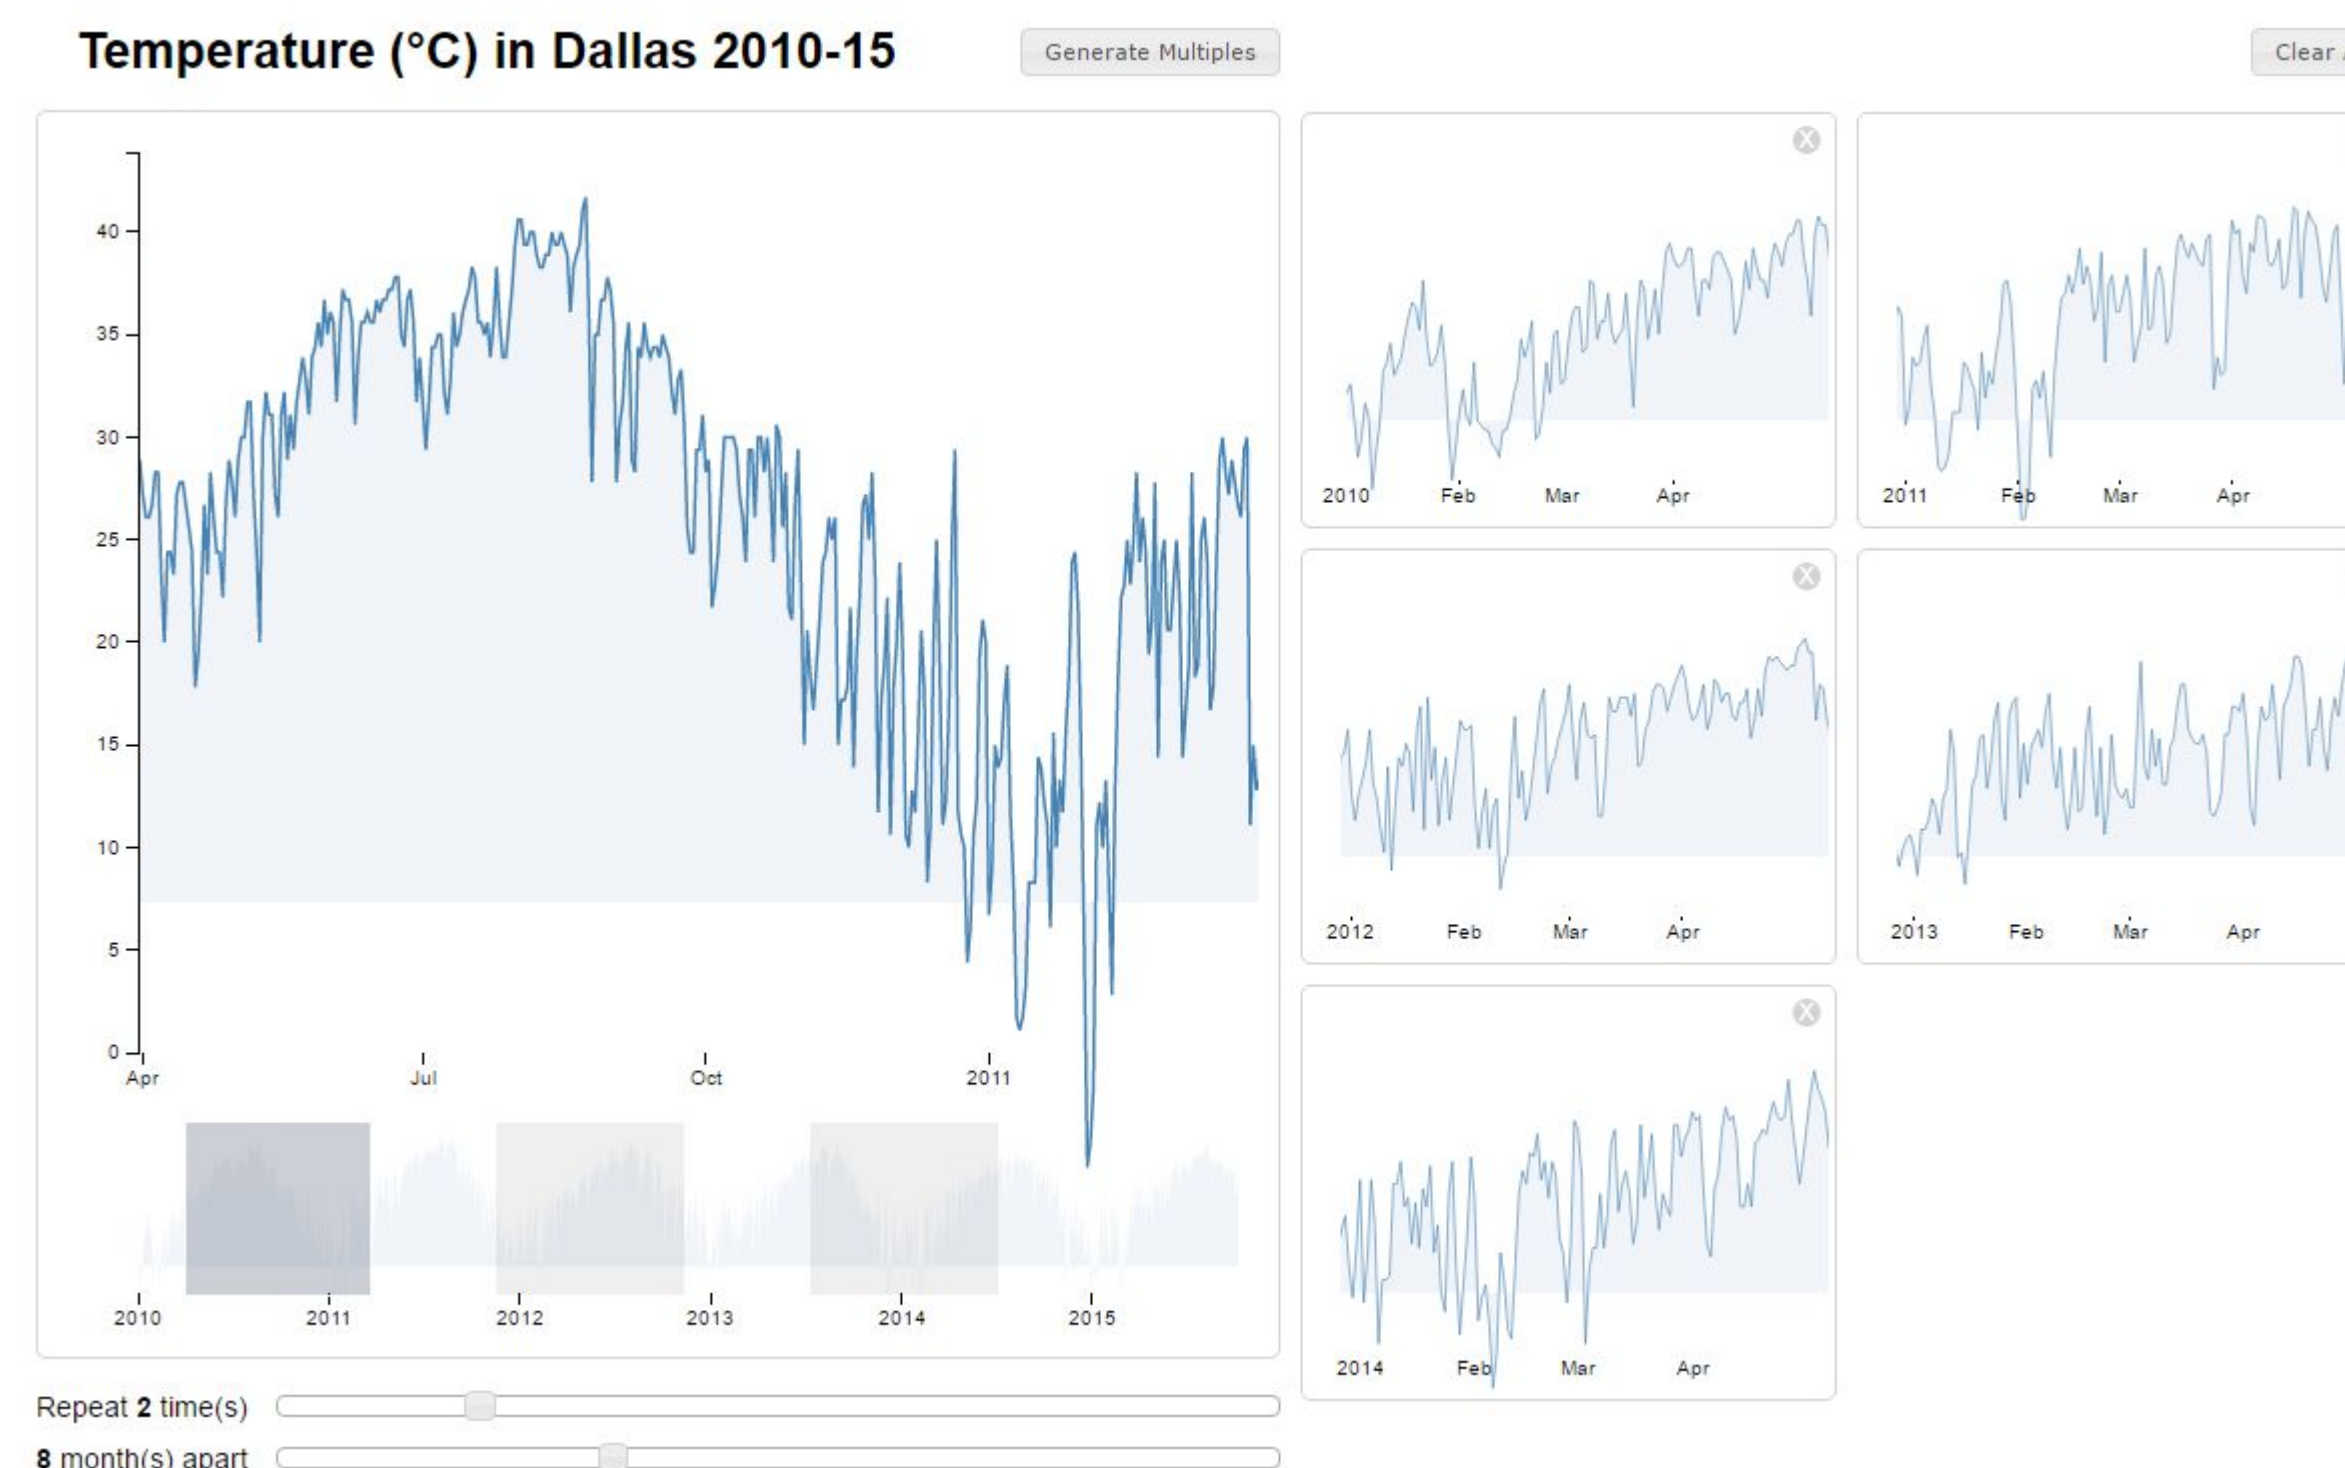 Temperature (°C) in Dallas 2010-15
Generate Multiples
Clear
40
35
30
25
20
15
10
5
0
Apr Jul Oct 2011
2010 2011 2012 2013 2014 2015
Repeat 2 time(s)
8 month(s) apart
X
2010 Feb Mar Apr
2011 Feb Mar Apr
X
2012 Feb Mar Apr
2013 Feb Mar Apr
X
2014 Feb Mar Apr